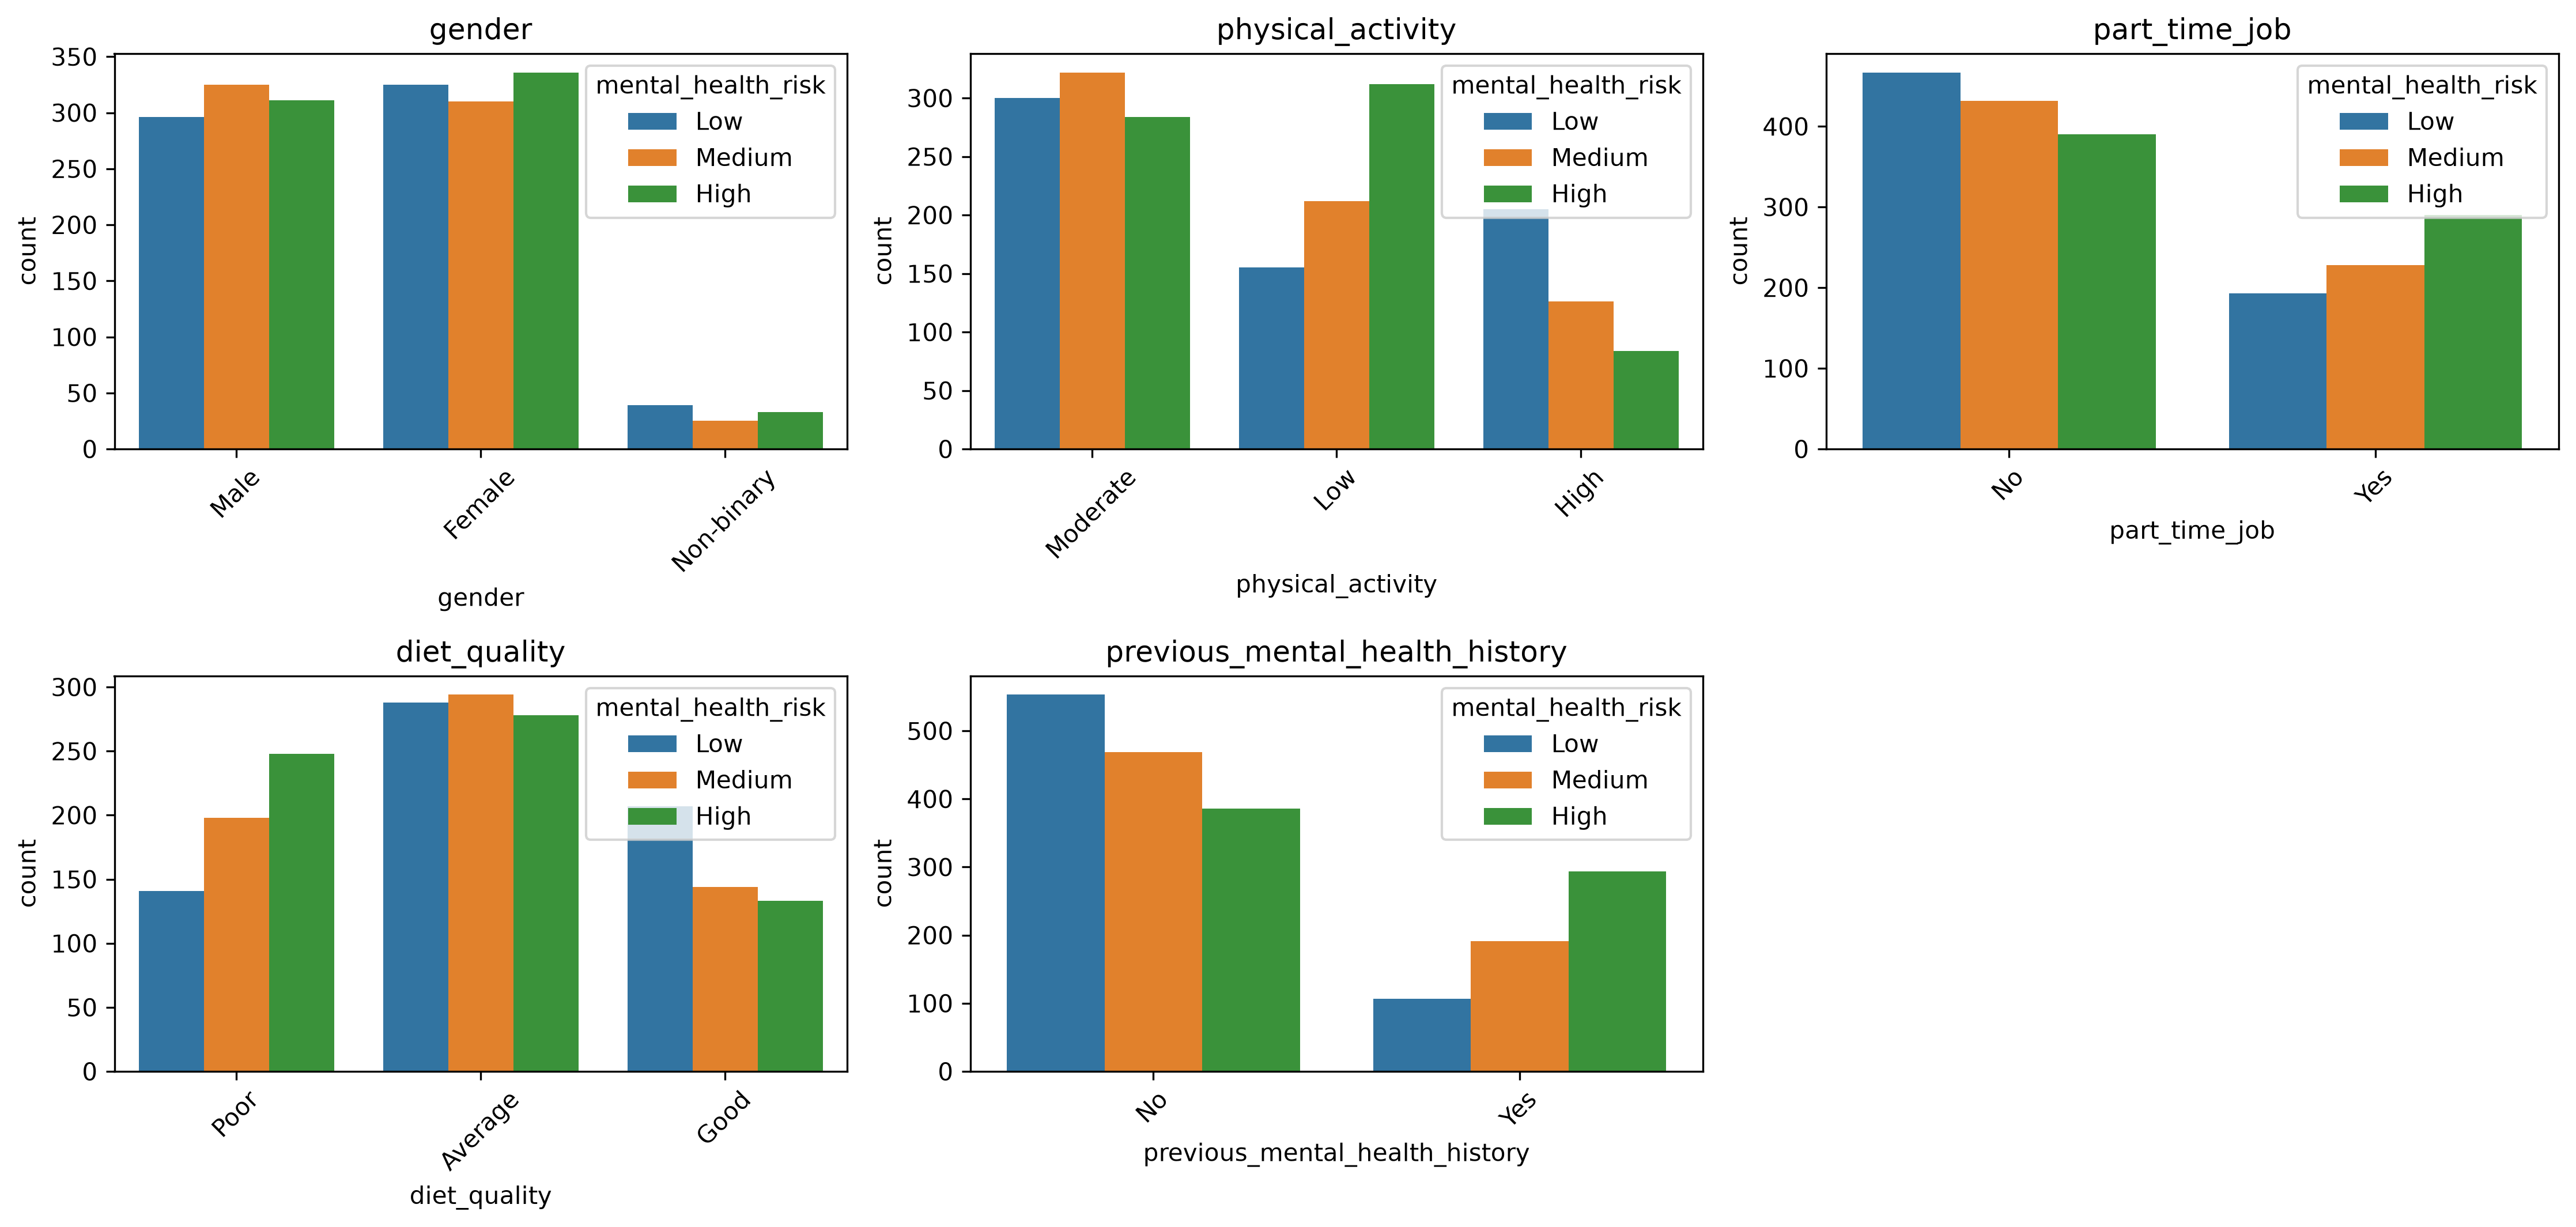 gender
350
300
250
200
150
100
50
0
count
mental_health_risk
Low
Medium
High
Male
Female
Non-binary
gender
physical_activity
300
250
200
150
100
50
0
count
mental_health_risk
Low
Medium
High
Moderate
Low
High
physical_activity
part_time_job
400
300
200
100
0
count
mental_health_risk
Low
Medium
High
No
Yes
part_time_job
diet_quality
300
250
200
150
100
50
0
count
mental_health_risk
Low
Medium
High
Poor
Average
Good
diet_quality
previous_mental_health_history
500
400
300
200
100
0
count
mental_health_risk
Low
Medium
High
No
Yes
previous_mental_health_history